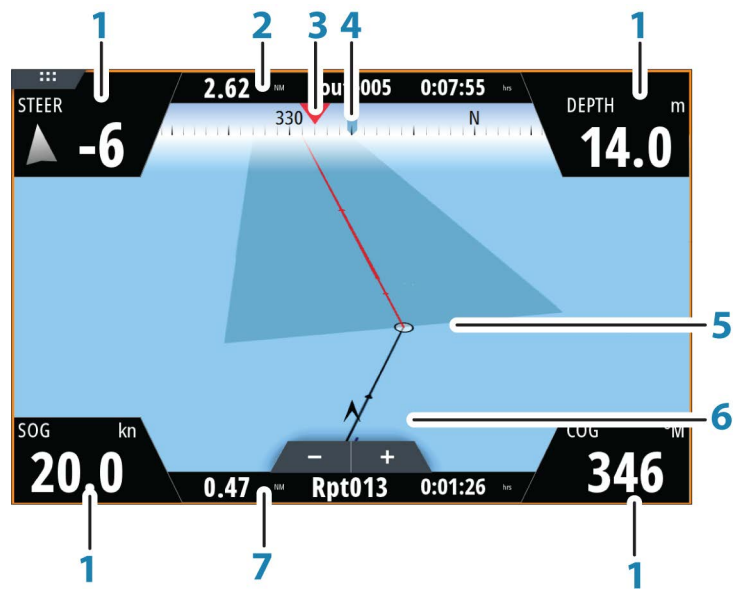 1 2 3 4 1
2.62 NM 0:07:55 hrs
STEER
-6
330 N
DEPTH m
14.0
5
6
SOG kn
20.0
- +
COG °M
346
0.47 NM Rpt013 0:01:26 hrs
1 7 1